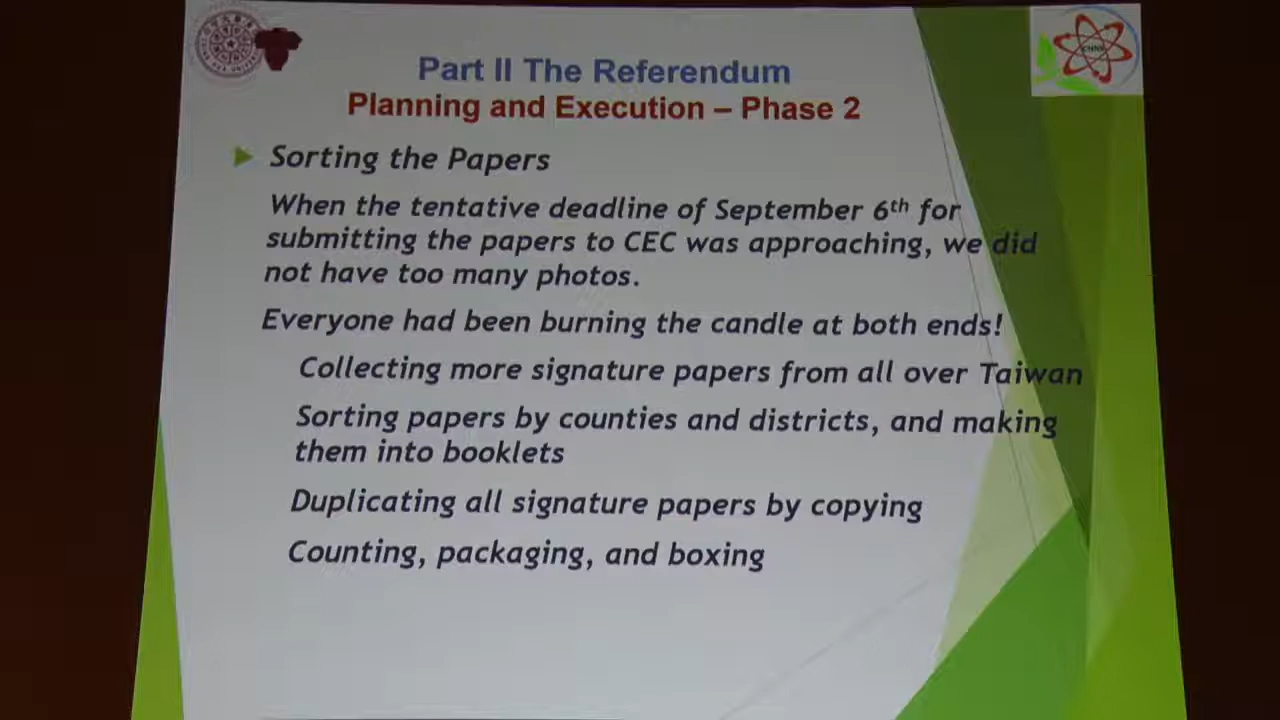 Part II The Referendum
Planning and Execution – Phase 2
Sorting the Papers
When the tentative deadline of September 6th for
submitting the papers to CEC was approaching, we did
not have too many photos.
Everyone had been burning the candle at both ends!
Collecting more signature papers from all over Taiwan
Sorting papers by counties and districts, and making
them into booklets
Duplicating all signature papers by copying
Counting, packaging, and boxing